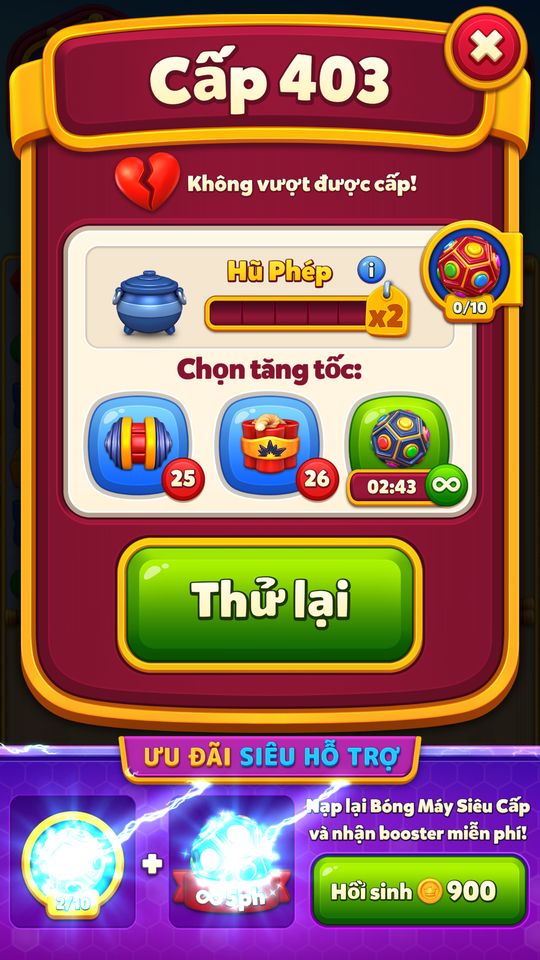 Cấp 403
Không vượt được cấp!
Hũ Phép
i
x2
0/10
Chọn tăng tốc:
25
26
02:43
∞
Thử lại
ƯU ĐÃI SIÊU HỖ TRỢ
Nạp lại Bóng Máy Siêu Cấp
và nhận booster miễn phí!
2/10
+
∞ 5ph
Hồi sinh 900